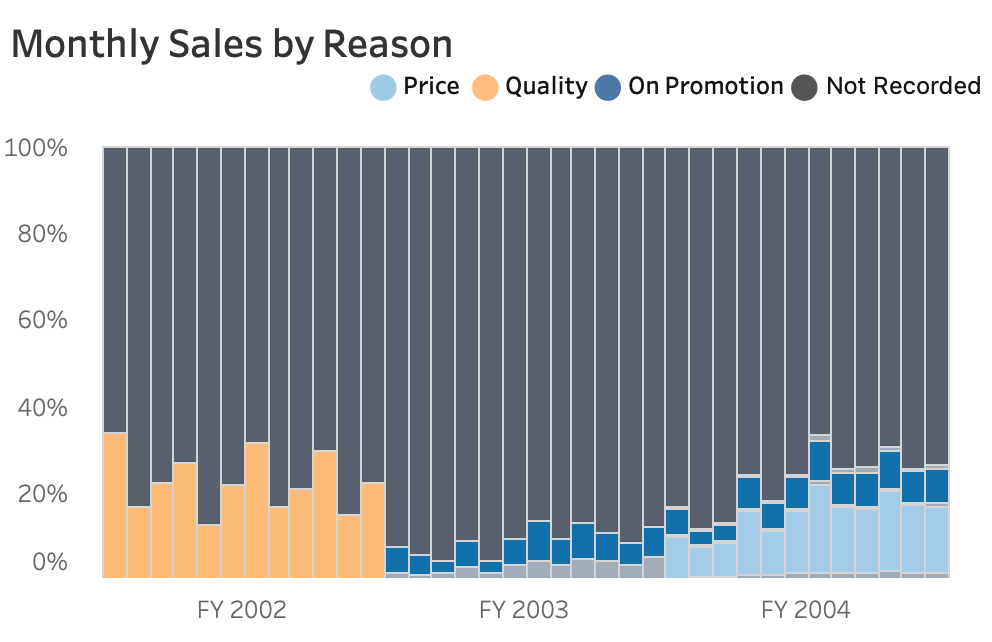 Monthly Sales by Reason
Price Quality On Promotion Not Recorded
100%
80%
60%
40%
20%
0%
FY 2002 FY 2003 FY 2004